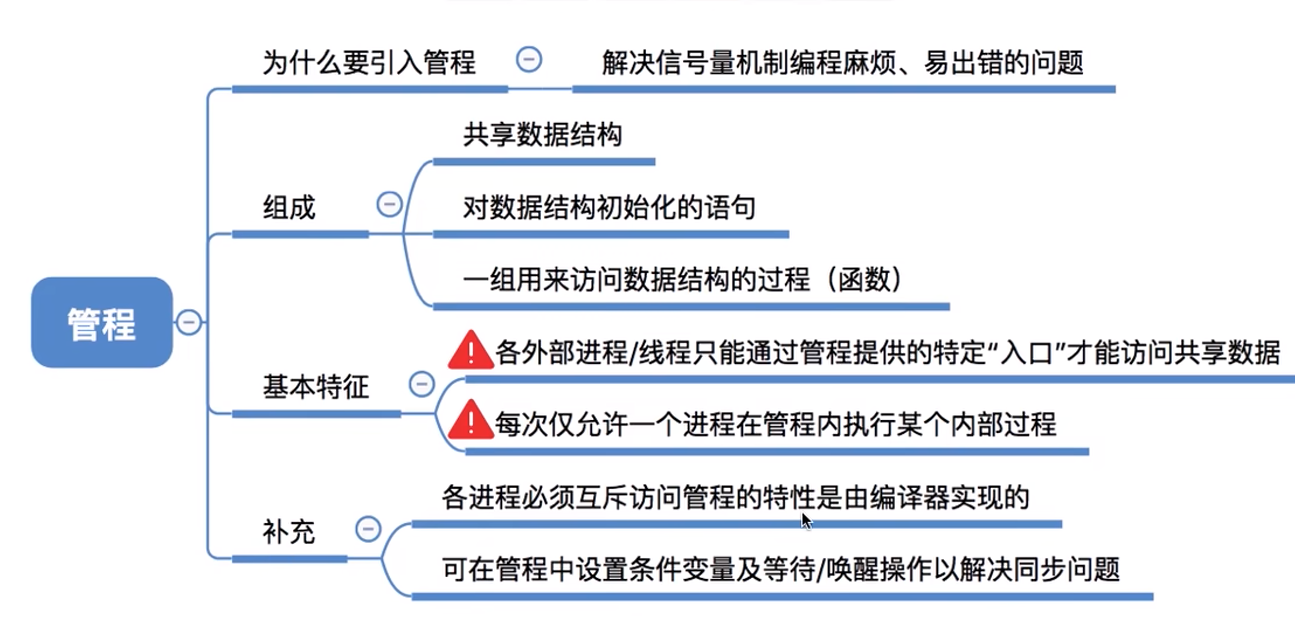 为什么要引入管程
解决信号量机制编程麻烦、易出错的问题
共享数据结构
组成
对数据结构初始化的语句
一组用来访问数据结构的过程（函数）
管程
各外部进程/线程只能通过管程提供的特定“入口”才能访问共享数据
基本特征
每次仅允许一个进程在管程内执行某个内部过程
各进程必须互斥访问管程的特性是由编译器实现的
补充
可在管程中设置条件变量及等待/唤醒操作以解决同步问题